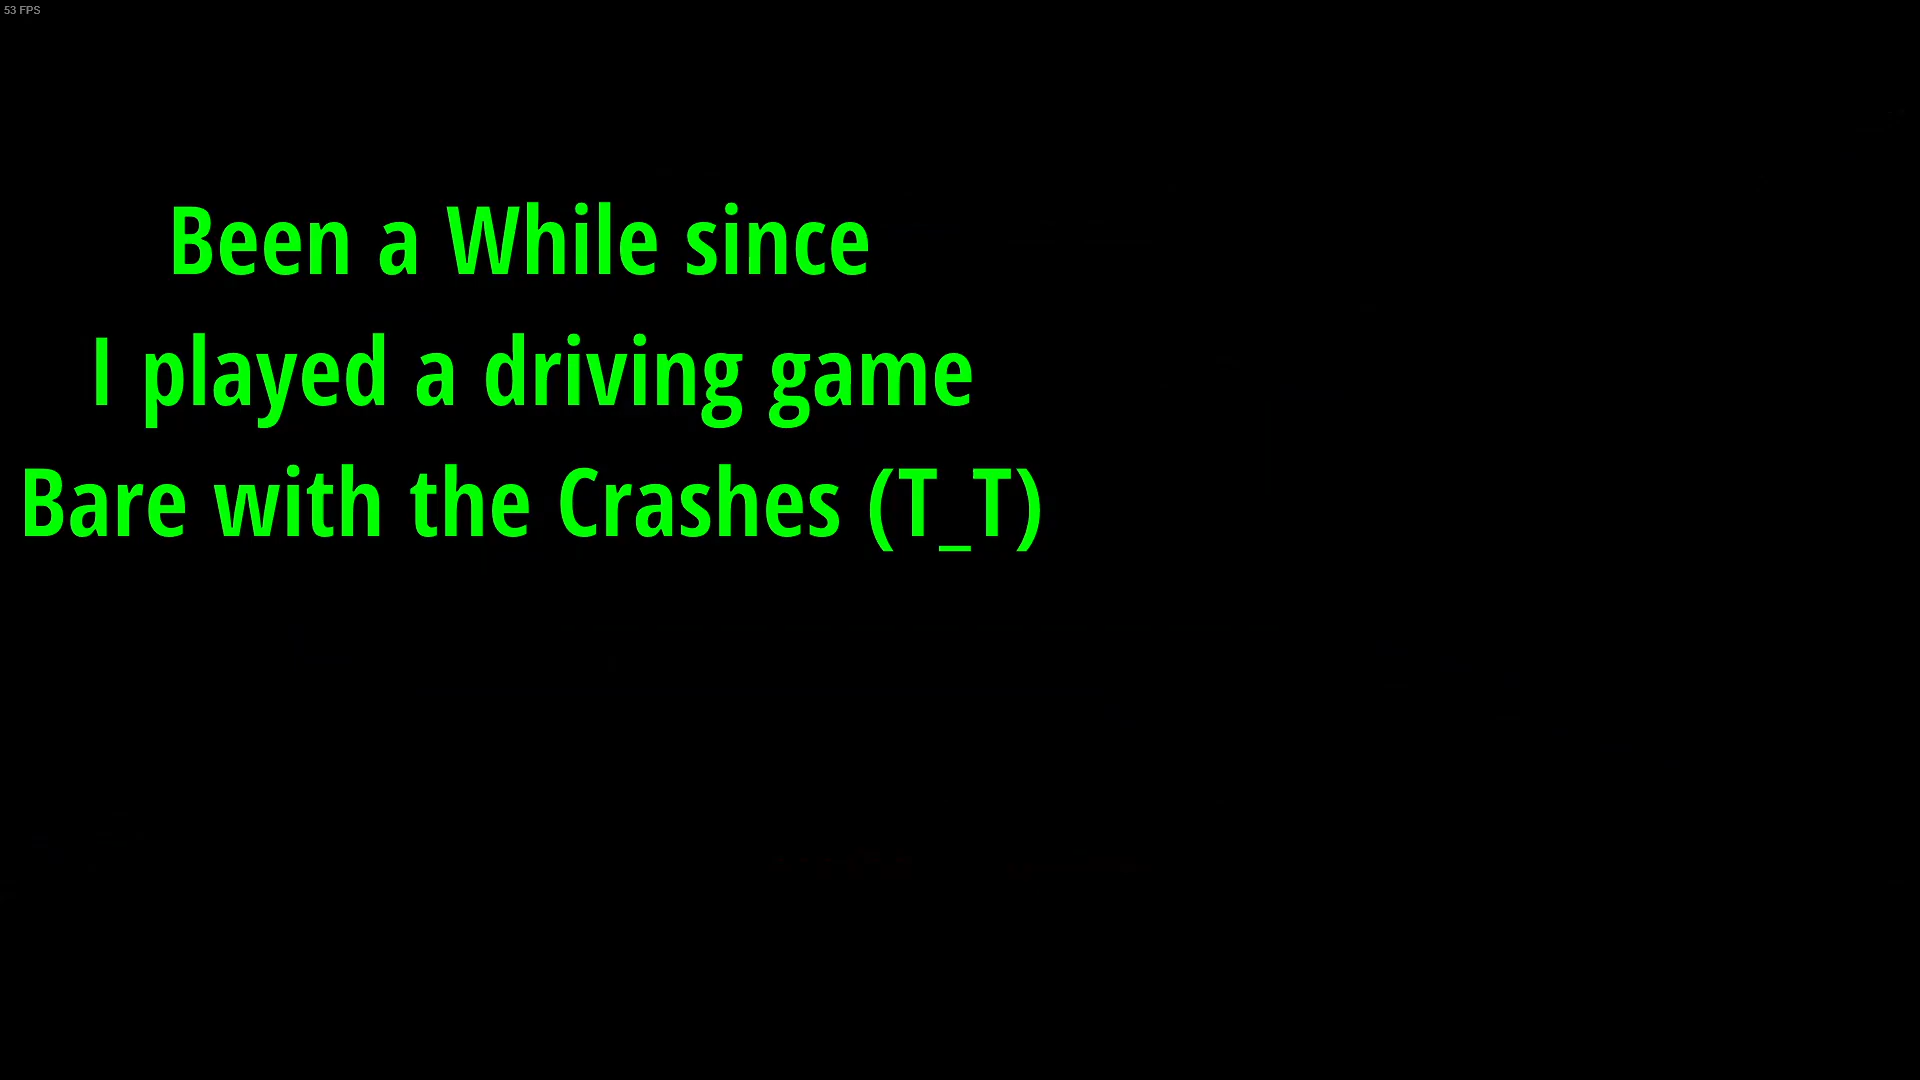 53 FPS
Been a While since
I played a driving game
Bare with the Crashes (T_T)